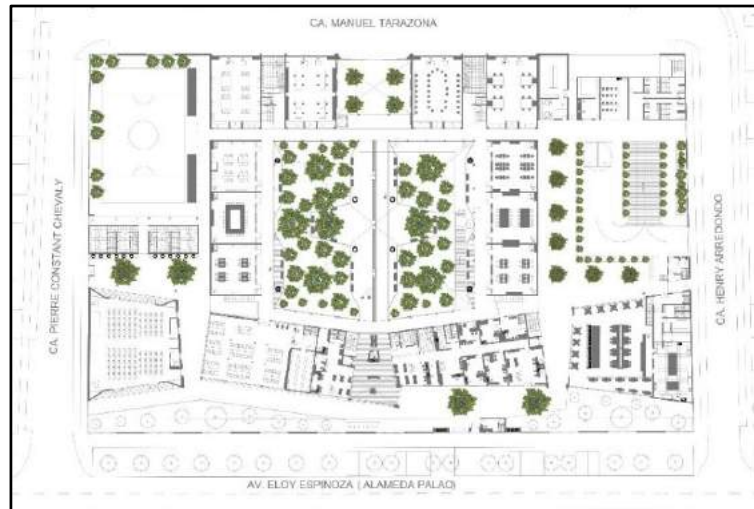 CA. MANUEL TARAZONA
CA. PIERRE CONSTANT CHEVALY
CA. HENRY ARREDONDO
AV. ELOY ESPINOZA ( ALAMEDA PALAO)